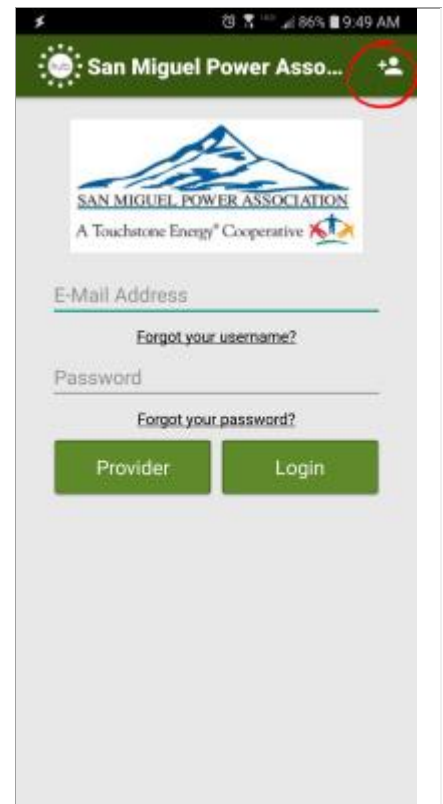 86% 9:49 AM
San Miguel Power Asso...
SAN MIGUEL POWER ASSOCIATION
A Touchstone Energy® Cooperative
E-Mail Address
Forgot your username?
Password
Forgot your password?
Provider Login